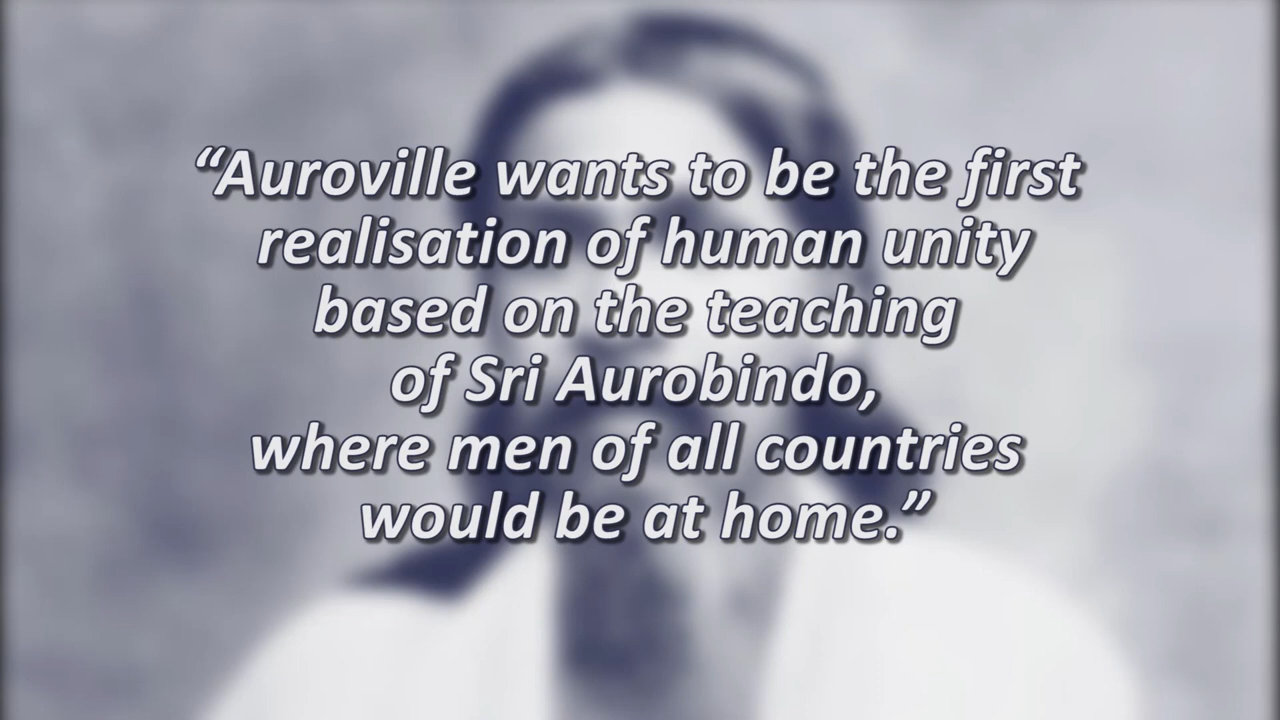 “Auroville wants to be the first
realisation of human unity
based on the teaching
of Sri Aurobindo,
where men of all countries
would be at home.”